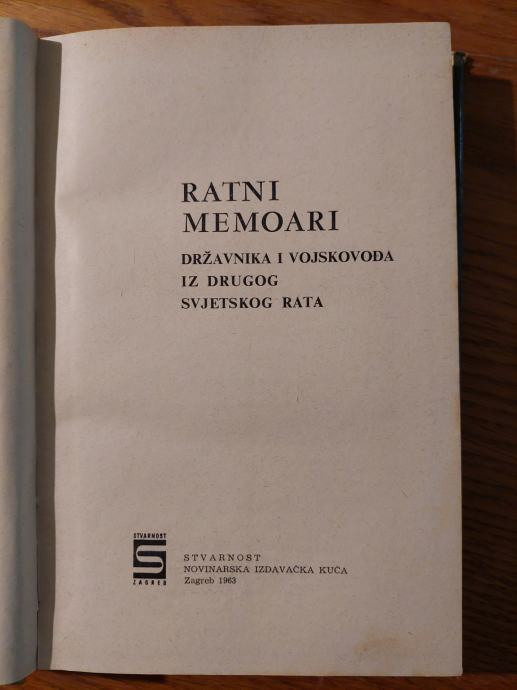 RATNI
MEMOARI
DRŽAVNIKA I VOJSKOVOĐA
IZ DRUGOG
SVJETSKOG RATA
STVARNOST
S
ZAGREB
STVARNOST
NOVINARSKA IZDAVAČKA KUĆA
Zagreb 1963